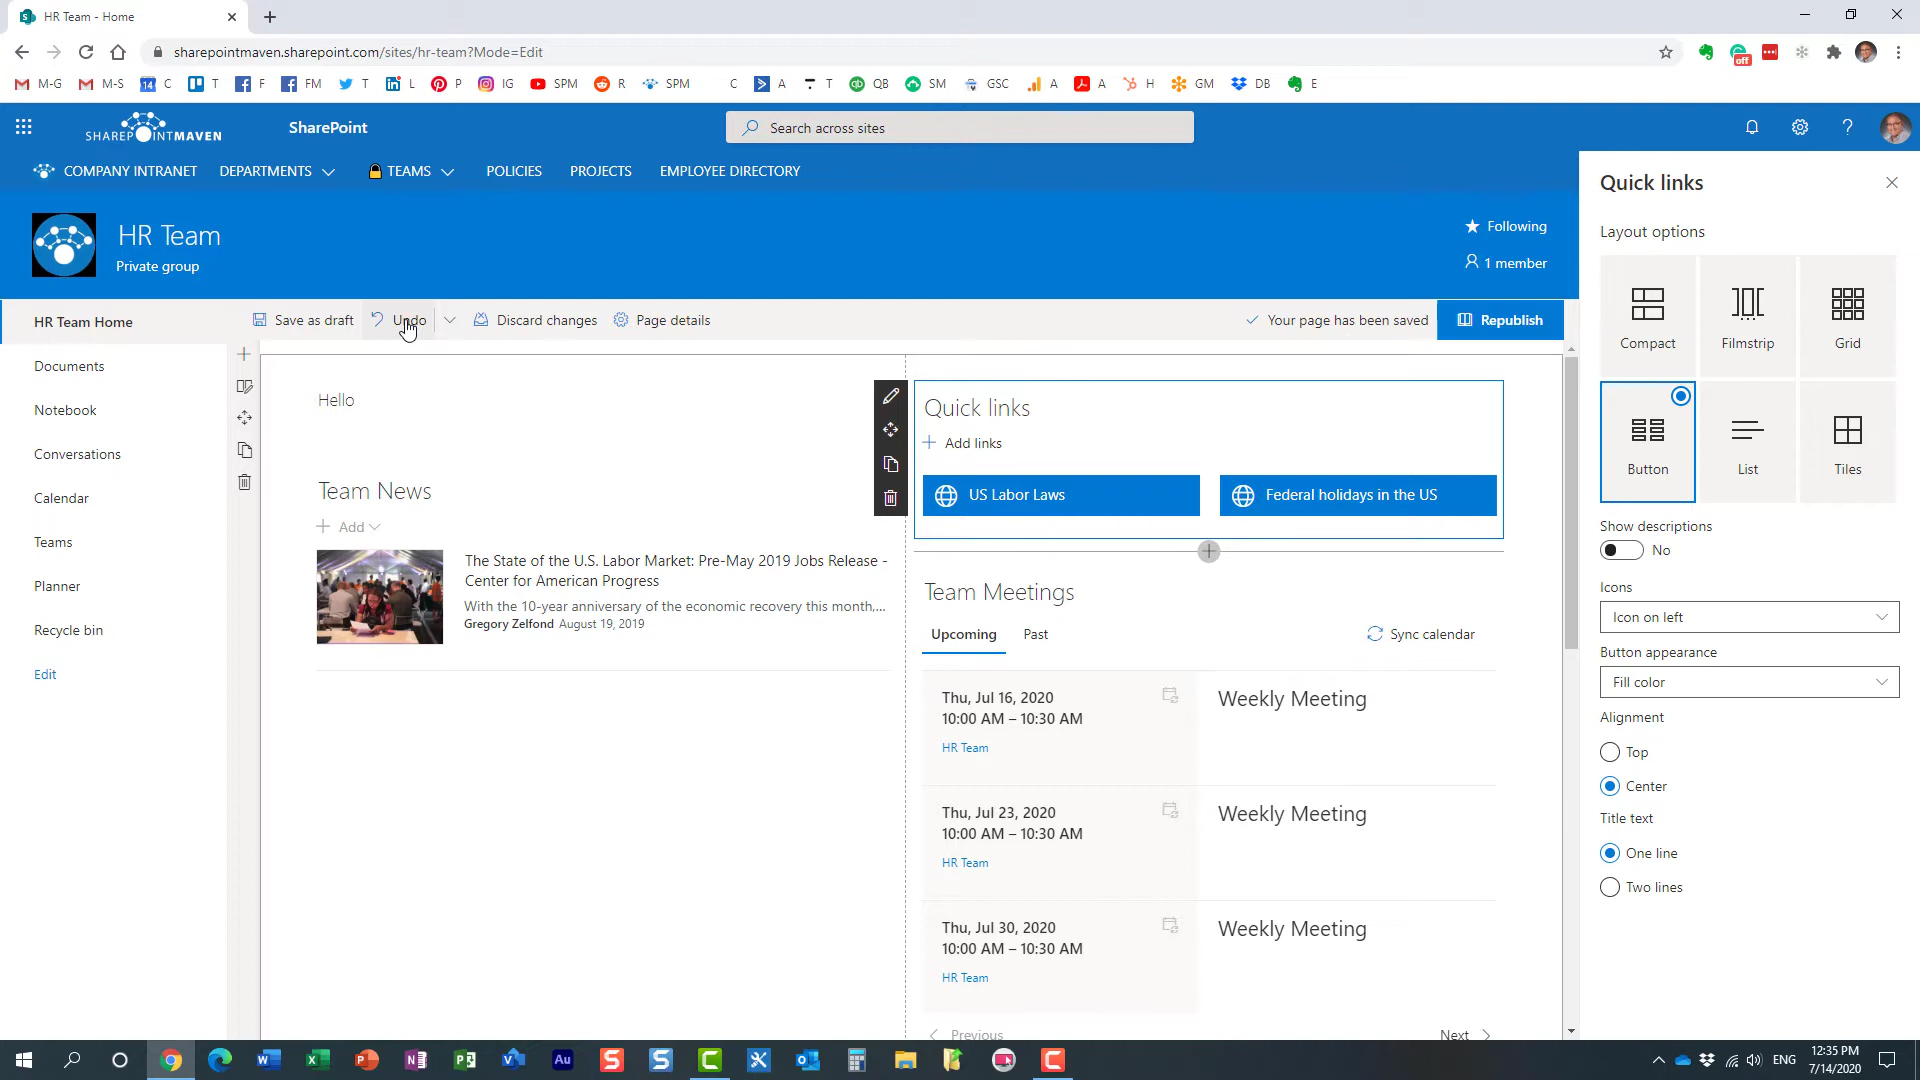 HR Team - Home
sharepointmaven.sharepoint.com/sites/hr-team?Mode=Edit
M-G M-S C T F FM T L P IG SPM R SPM C A T QB SM GSC A A H GM DB E
off
14
SHAREPOINTMAVEN SharePoint Search across sites
COMPANY INTRANET DEPARTMENTS TEAMS POLICIES PROJECTS EMPLOYEE DIRECTORY
HR Team
Private group
Following
1 member
HR Team Home
Documents
Notebook
Conversations
Calendar
Teams
Planner
Recycle bin
Edit
Save as draft Undo Discard changes Page details Your page has been saved Republish
Hello
Team News
Add
The State of the U.S. Labor Market: Pre-May 2019 Jobs Release -
Center for American Progress
With the 10-year anniversary of the economic recovery this month,...
Gregory Zelfond August 19, 2019
Quick links
Add links
US Labor Laws
Federal holidays in the US
Team Meetings
Upcoming Past Sync calendar
Thu, Jul 16, 2020
10:00 AM – 10:30 AM
HR Team
Weekly Meeting
Thu, Jul 23, 2020
10:00 AM – 10:30 AM
HR Team
Weekly Meeting
Thu, Jul 30, 2020
10:00 AM – 10:30 AM
HR Team
Weekly Meeting
Previous Next
Quick links
Layout options
Compact Filmstrip Grid
Button List Tiles
Show descriptions
No
Icons
Icon on left
Button appearance
Fill color
Alignment
Top
Center
Title text
One line
Two lines
Au
ENG
12:35 PM
7/14/2020